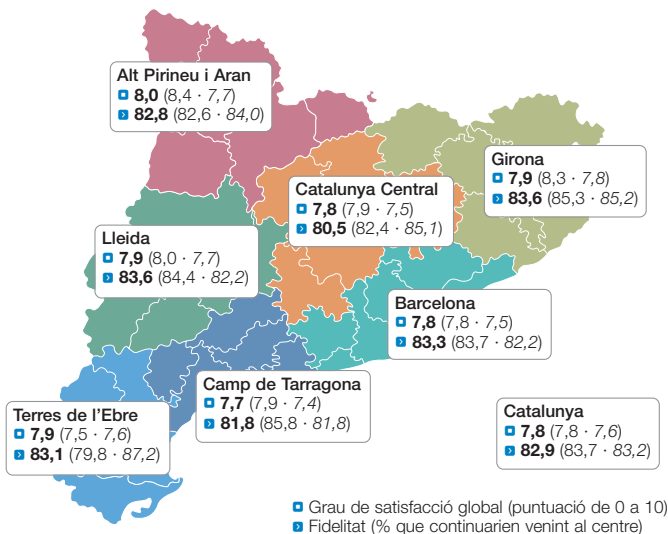 Alt Pirineu i Aran
8,0 (8,4 · 7,7)
82,8 (82,6 · 84,0)
Girona
7,9 (8,3 · 7,8)
83,6 (85,3 · 85,2)
Catalunya Central
7,8 (7,9 · 7,5)
80,5 (82,4 · 85,1)
Lleida
7,9 (8,0 · 7,7)
83,6 (84,4 · 82,2)
Barcelona
7,8 (7,8 · 7,5)
83,3 (83,7 · 82,2)
Camp de Tarragona
7,7 (7,9 · 7,4)
81,8 (85,8 · 81,8)
Terres de l'Ebre
7,9 (7,5 · 7,6)
83,1 (79,8 · 87,2)
Catalunya
7,8 (7,8 · 7,6)
82,9 (83,7 · 83,2)
Grau de satisfacció global (puntuació de 0 a 10)
Fidelitat (% que continuarien venint al centre)